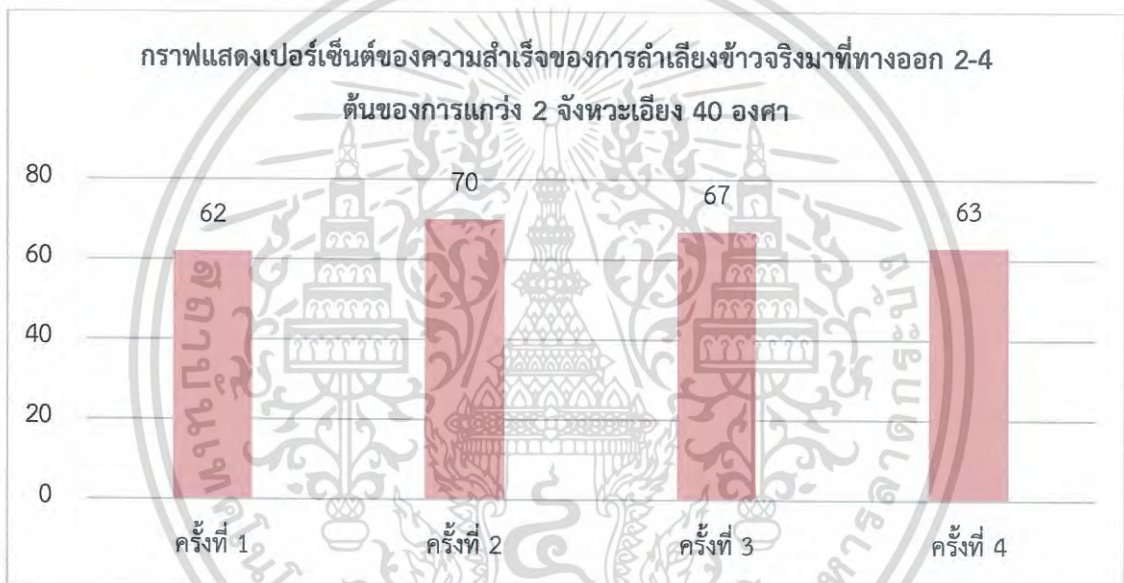 กราฟแสดงเปอร์เซ็นต์ของความสำเร็จของการลำเลียงข้าวจริงมาที่ทางออก 2-4
ต้นของการแกว่ง 2 จังหวะเอียง 40 องศา
80
60
40
20
0
62
70
67
63
ครั้งที่ 1
ครั้งที่ 2
ครั้งที่ 3
ครั้งที่ 4